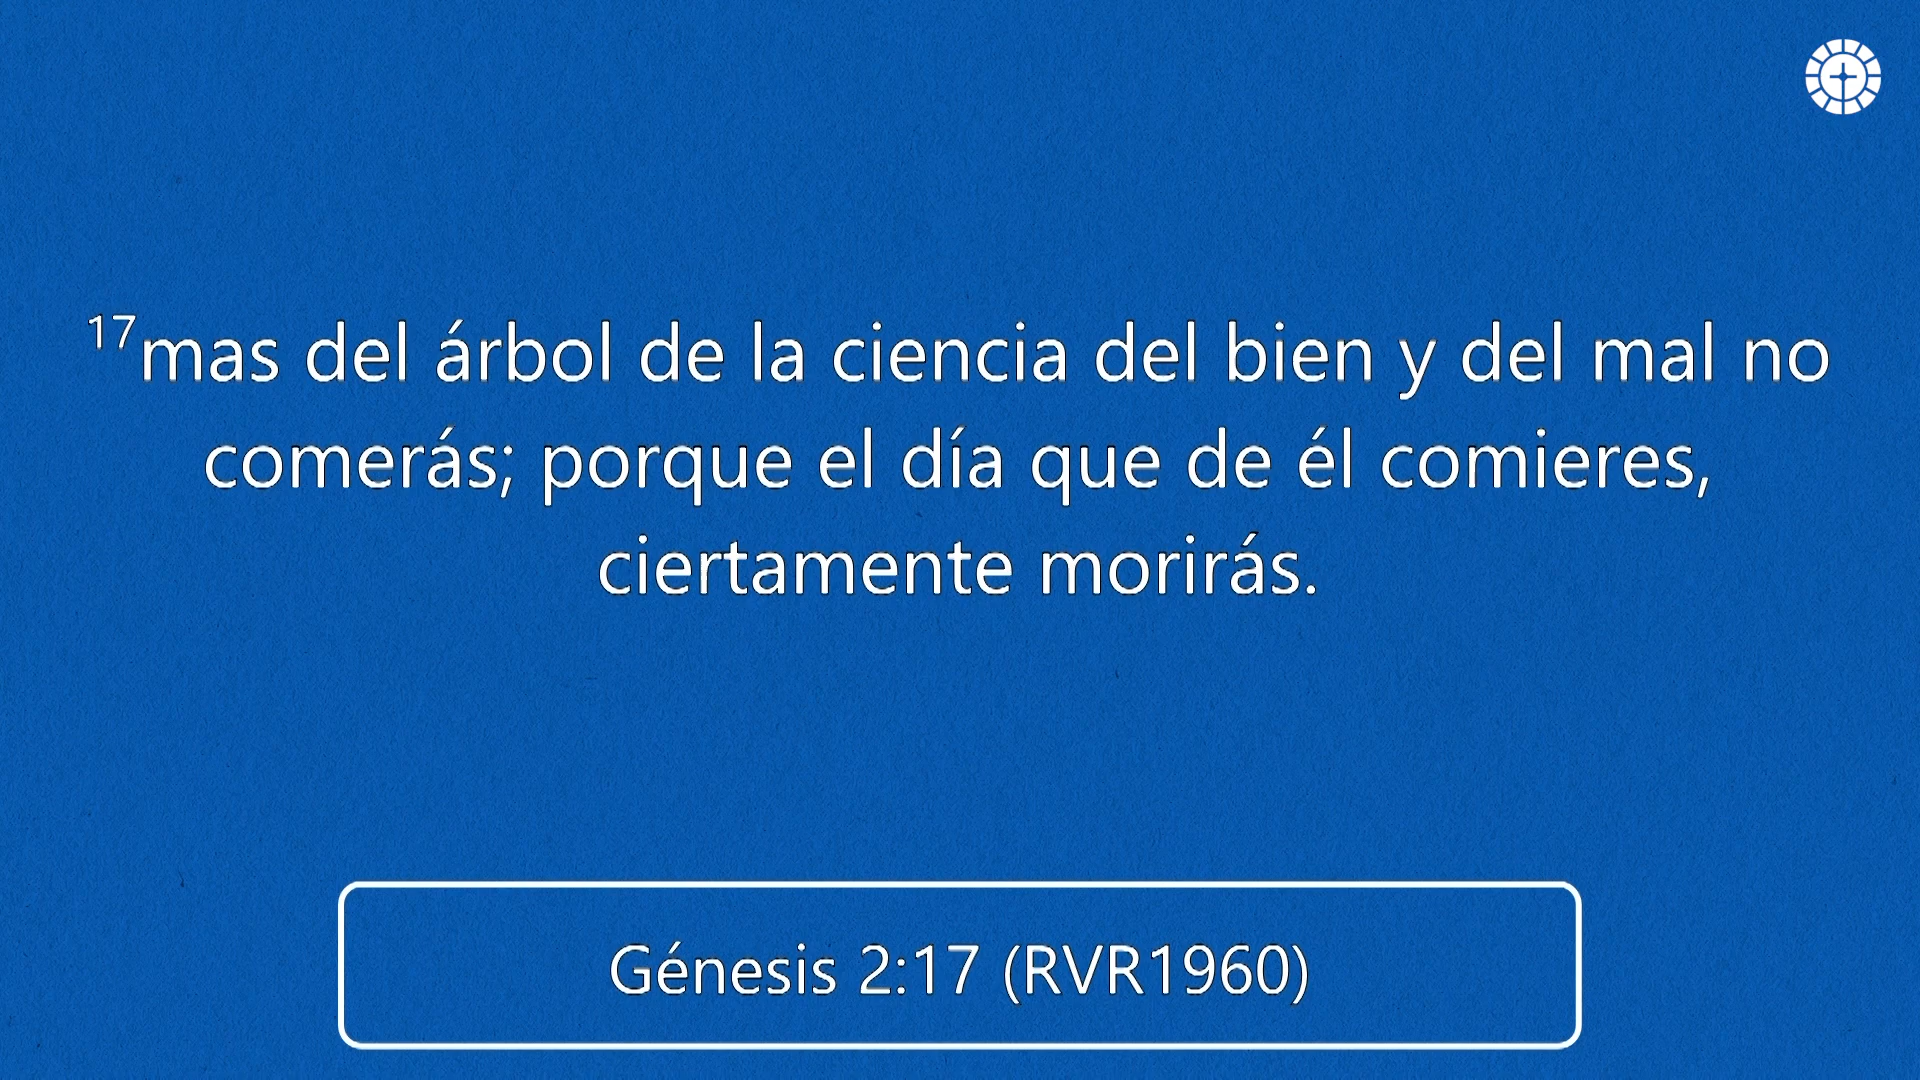 17mas del árbol de la ciencia del bien y del mal no
comerás; porque el día que de él comieres,
ciertamente morirás.
Génesis 2:17 (RVR1960)